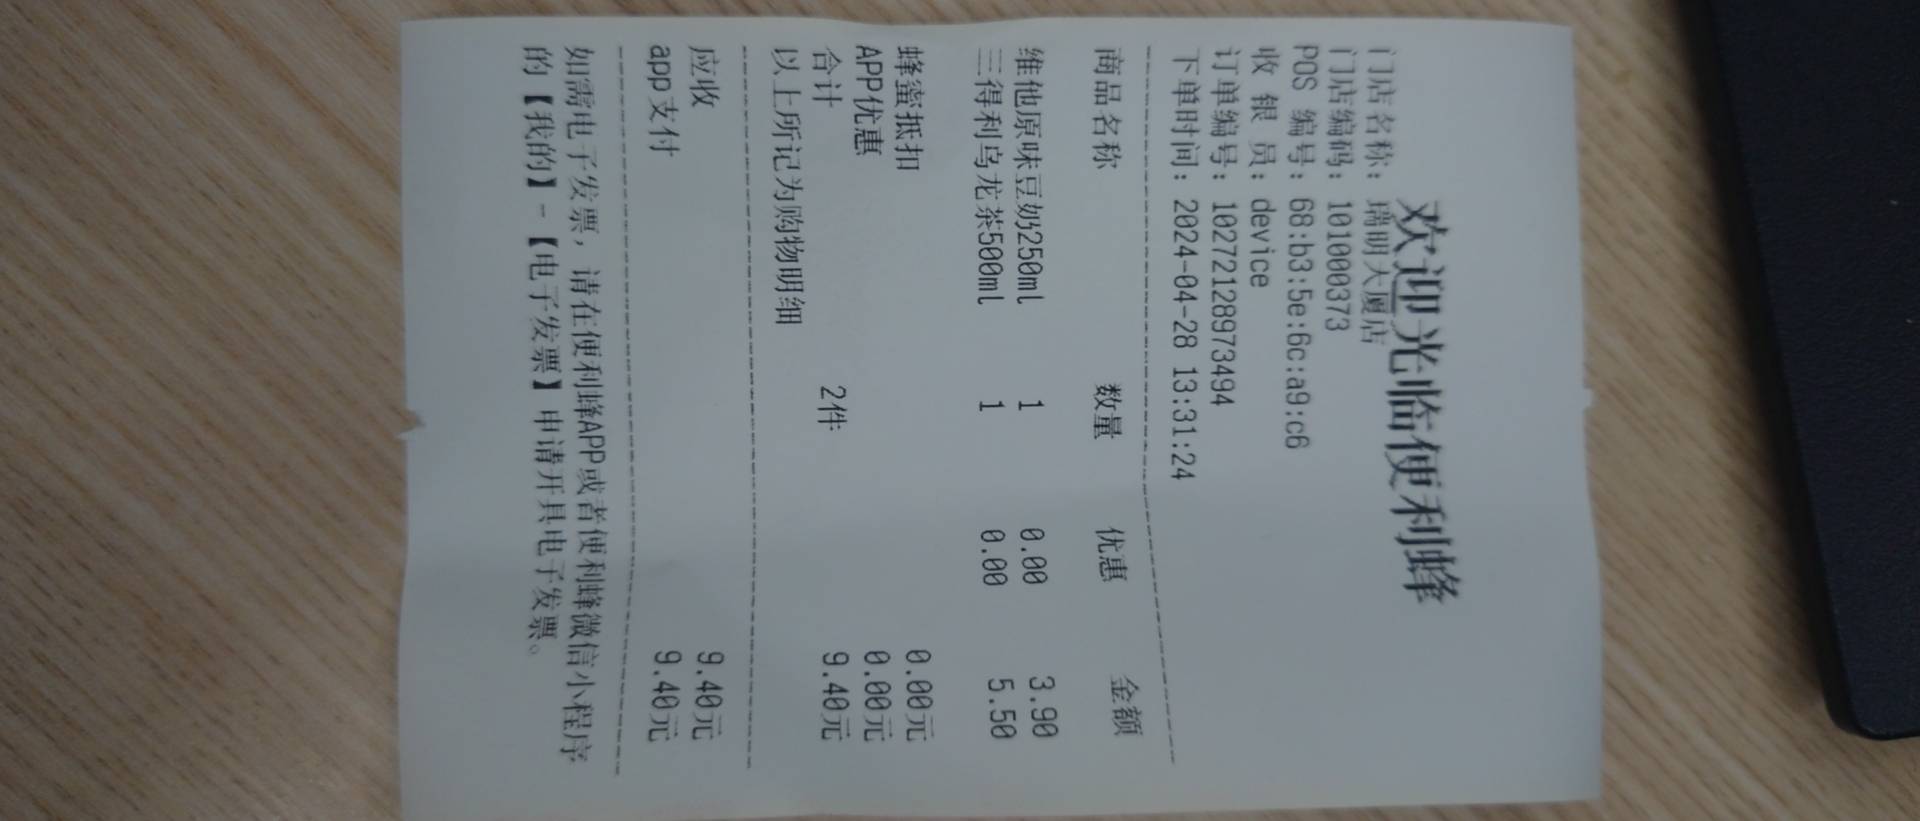 欢迎光临便利蜂
门店名称: 瑞明大厦店
门店编码: 101000373
POS 编号: 68:b3:5e:6c:a9:c6
收 银 员: device
订单编号: 1027212897​3494
下单时间: 2024-04-28 13:31:24
商品名称 数量 优惠 金额
维他原味豆奶250ml 1 0.00 3.90
三得利乌龙茶500ml 1 0.00 5.50
蜂蜜抵扣 0.00元
APP优惠 0.00元
合计 2件 9.40元
以上所记为购物明细
应收 9.40元
app支付 9.40元
如需电子发票, 请在便利蜂APP或者便利蜂微信小程序
的【我的】-【电子发票】申请开具电子发票。